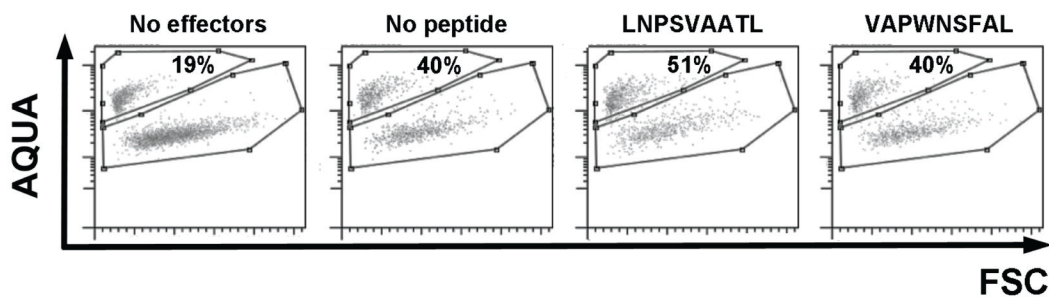 No effectors No peptide LNPSVAATL VAPWNSFAL
19% 40% 51% 40%
AQUA
FSC